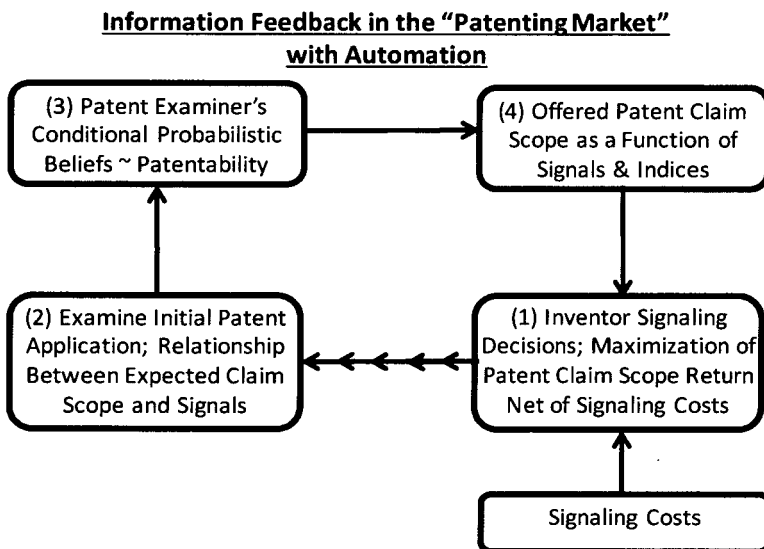 Information Feedback in the “Patenting Market”
with Automation
(3) Patent Examiner’s
Conditional Probabilistic
Beliefs ~ Patentability
(4) Offered Patent Claim
Scope as a Function of
Signals & Indices
(2) Examine Initial Patent
Application; Relationship
Between Expected Claim
Scope and Signals
(1) Inventor Signaling
Decisions; Maximization of
Patent Claim Scope Return
Net of Signaling Costs
Signaling Costs